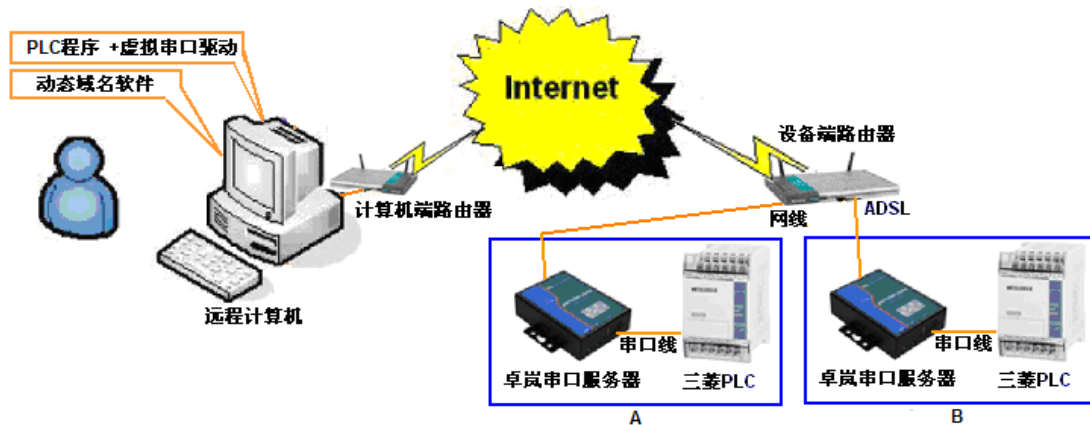 PLC程序 +虚拟串口驱动
动态域名软件
Internet
设备端路由器
计算机端路由器
网线
ADSL
远程计算机
串口线
卓岚串口服务器
三菱PLC
A
串口线
卓岚串口服务器
三菱PLC
B